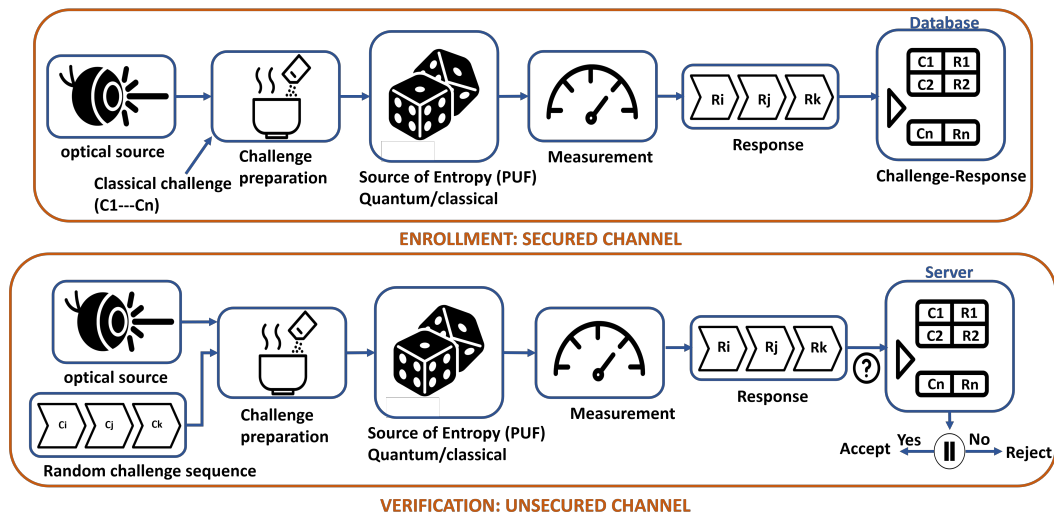 Database
C1 R1
C2 R2
Cn Rn
Ri Rj Rk
optical source
Challenge
preparation
Source of Entropy (PUF)
Quantum/classical
Measurement
Response
Challenge-Response
Classical challenge
(C1---Cn)
ENROLLMENT: SECURED CHANNEL
Server
C1 R1
C2 R2
Cn Rn
Ri Rj Rk
?
optical source
Ci Cj Ck
Random challenge sequence
Challenge
preparation
Source of Entropy (PUF)
Quantum/classical
Measurement
Response
Accept Yes No Reject
VERIFICATION: UNSECURED CHANNEL